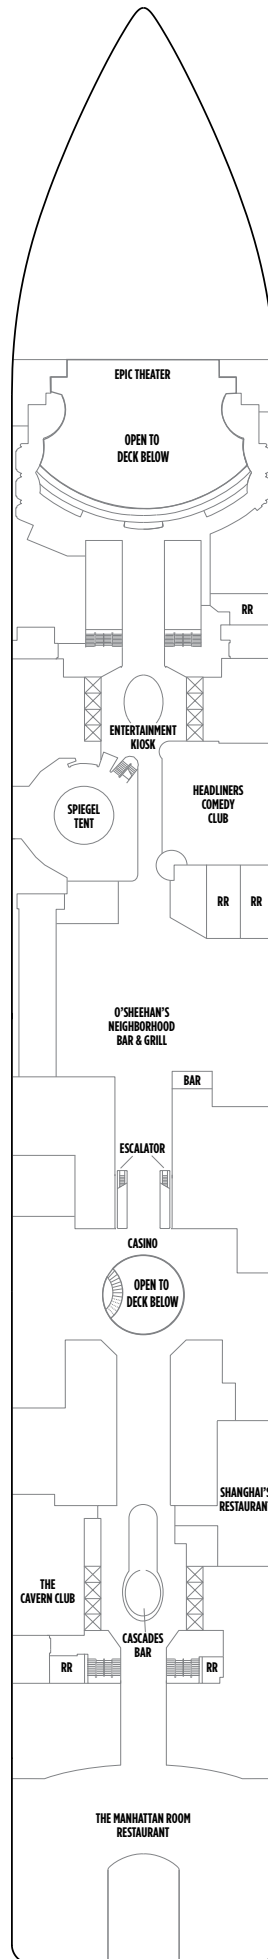 EPIC THEATER
OPEN TO
DECK BELOW
RR
ENTERTAINMENT
KIOSK
HEADLINERS
COMEDY
CLUB
SPIEGEL
TENT
RR RR
O'SHEEHAN'S
NEIGHBORHOOD
BAR & GRILL
BAR
ESCALATOR
CASINO
OPEN TO
DECK BELOW
SHANGHAI'S
RESTAURANT
THE
CAVERN CLUB
CASCADES
BAR
RR RR
THE MANHATTAN ROOM
RESTAURANT